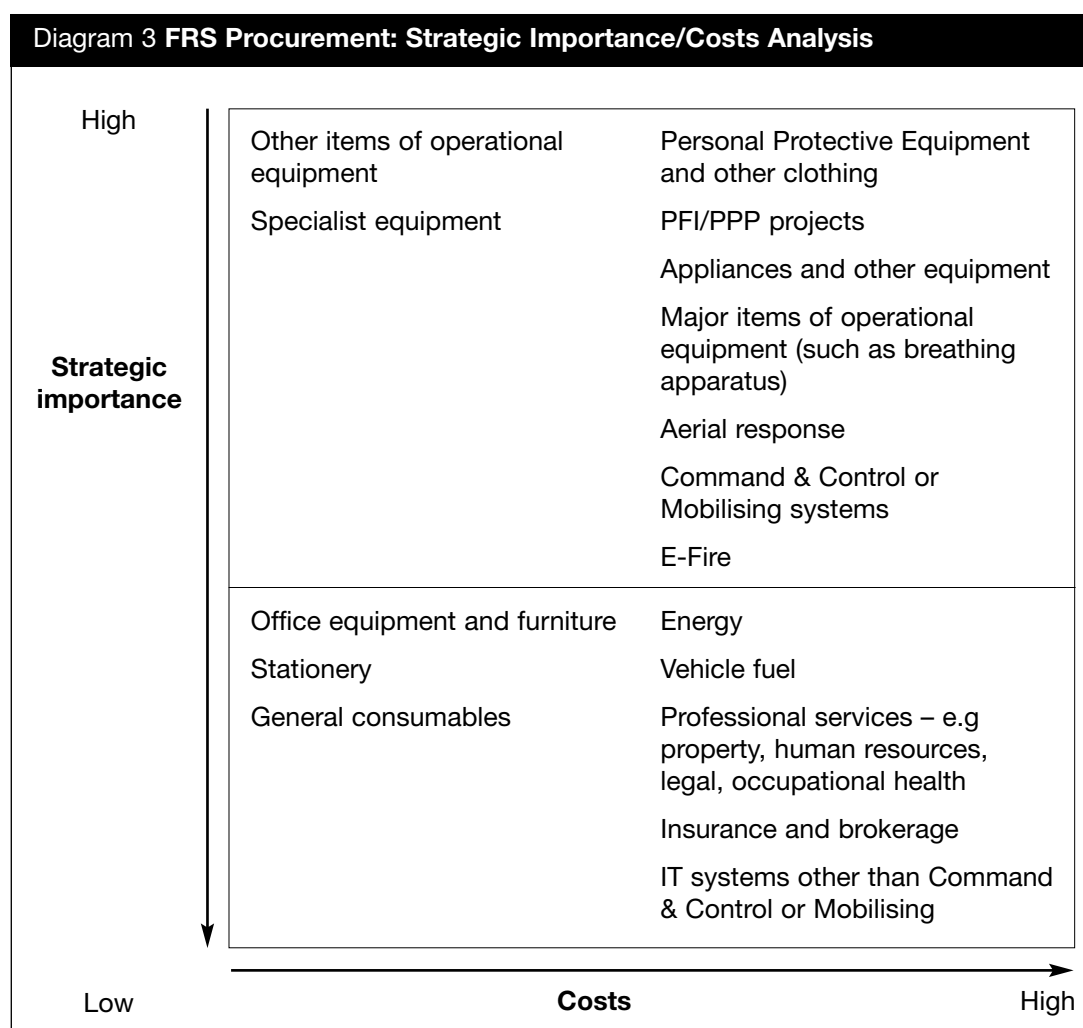 Diagram 3 FRS Procurement: Strategic Importance/Costs Analysis
High
Other items of operational
equipment
Specialist equipment
Personal Protective Equipment
and other clothing
PFI/PPP projects
Appliances and other equipment
Major items of operational
equipment (such as breathing
apparatus)
Aerial response
Command & Control or
Mobilising systems
E-Fire
Strategic
importance
Office equipment and furniture
Stationery
General consumables
Energy
Vehicle fuel
Professional services – e.g
property, human resources,
legal, occupational health
Insurance and brokerage
IT systems other than Command
& Control or Mobilising
Low
Costs
High